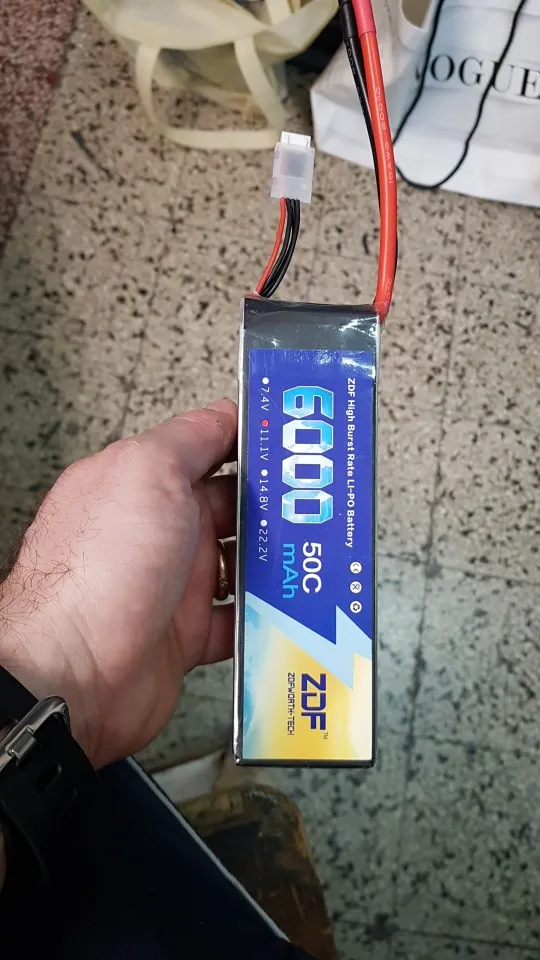 ZDF High Burst Rate LI-PO Battery
6000 50C
mAh
7.4V 11.1V 14.8V 22.2V
ZDF™
ZDFWORTH-TECH
OGUE